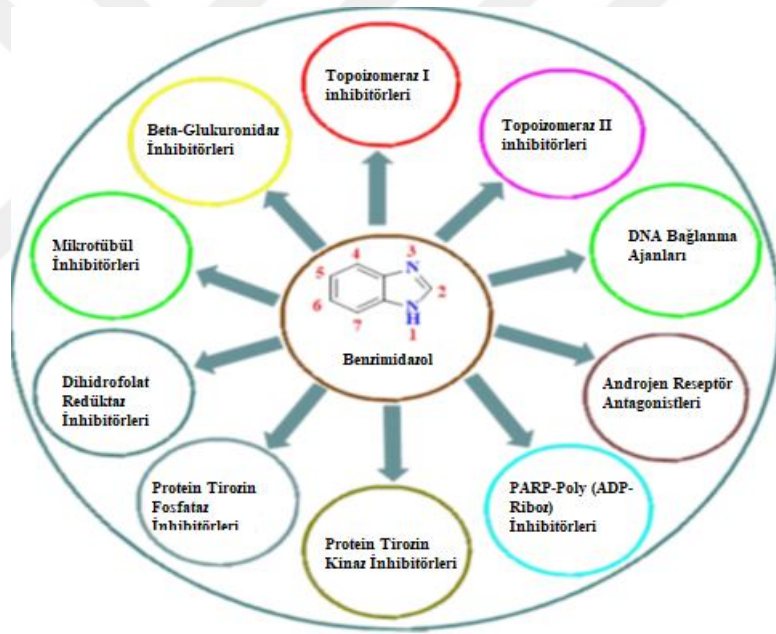 Topoizomeraz I
inhibitörleri
Topoizomeraz II
inhibitörleri
DNA Bağlanma
Ajanları
Androjen Reseptör
Antagonistleri
PARP-Poly (ADP-
Riboz)
İnhibitörleri
Protein Tirozin
Kinaz İnhibitörleri
Protein Tirozin
Fosfataz
İnhibitörleri
Dihidrofolat
Redüktaz
İnhibitörleri
Mikrotübül
İnhibitörleri
Beta-Glukuronidaz
İnhibitörleri
4
3
N
5
2
6
N
H
7
1
Benzimidazol